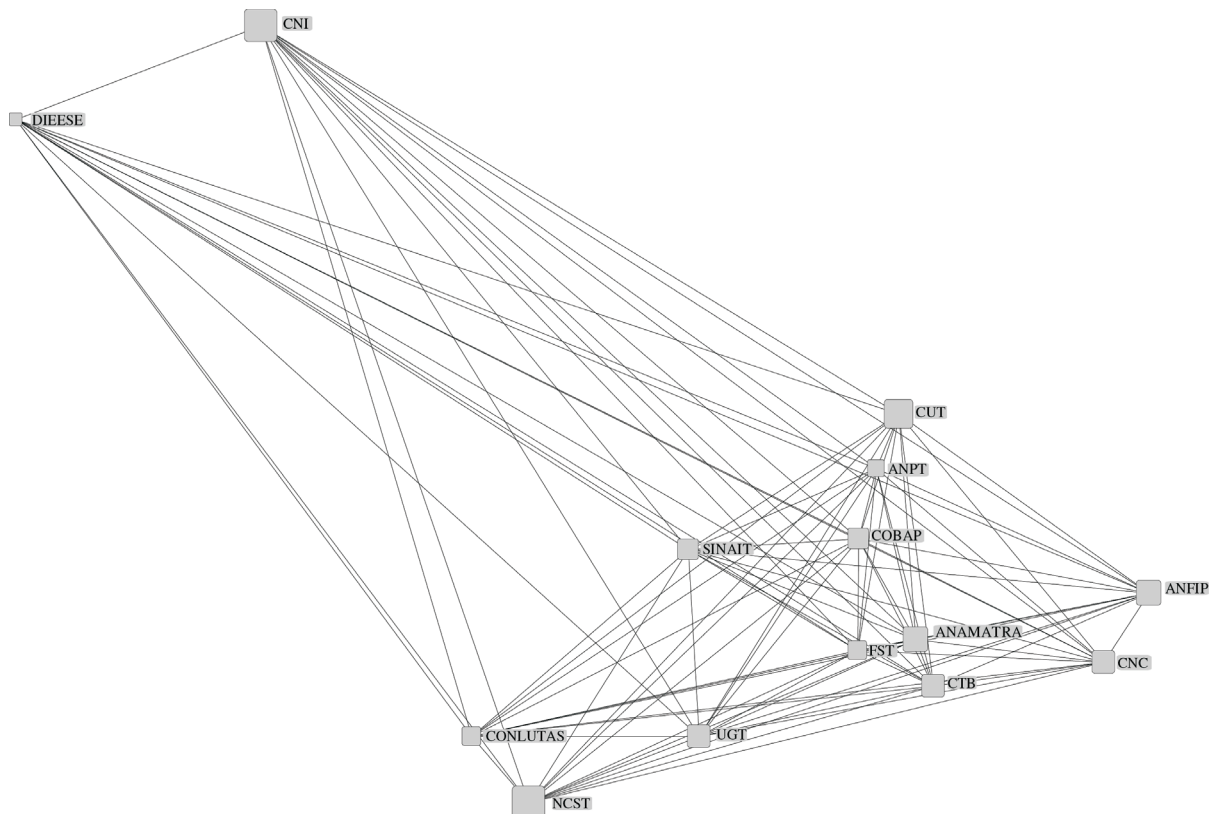 CNI
DIEESE
CUT
ANPT
COBAP
SINAIT
ANFIP
ANAMATRA
FST
CNC
CTB
UGT
CONLUTAS
NCST